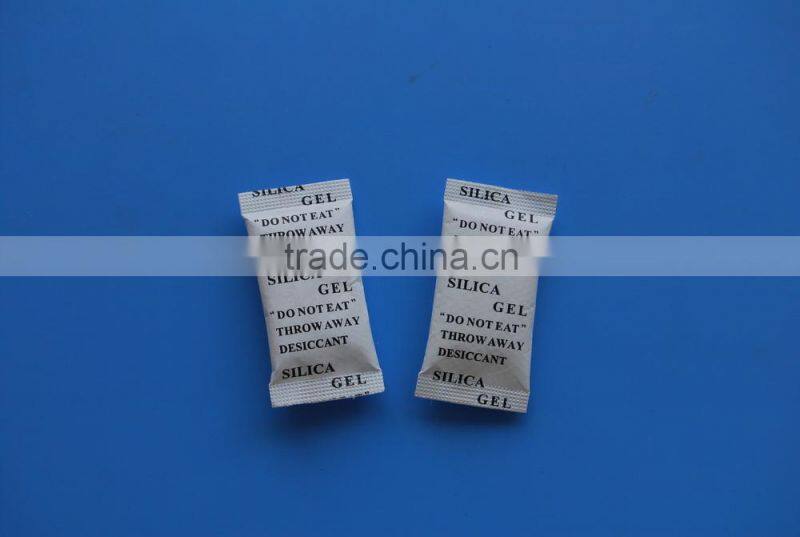 SILICA
GEL
"DO NOT EAT"
THROW AWAY
SILICA
GEL
"DO NOT EAT"
THROW AWAY
DESICCANT
SILICA
GEL
SILICA
GEL
"DO NOT EAT"
SILICA
GEL
"DO NOT EAT"
THROW AWAY
DESICCANT
SILICA
GEL
trade.china.cn